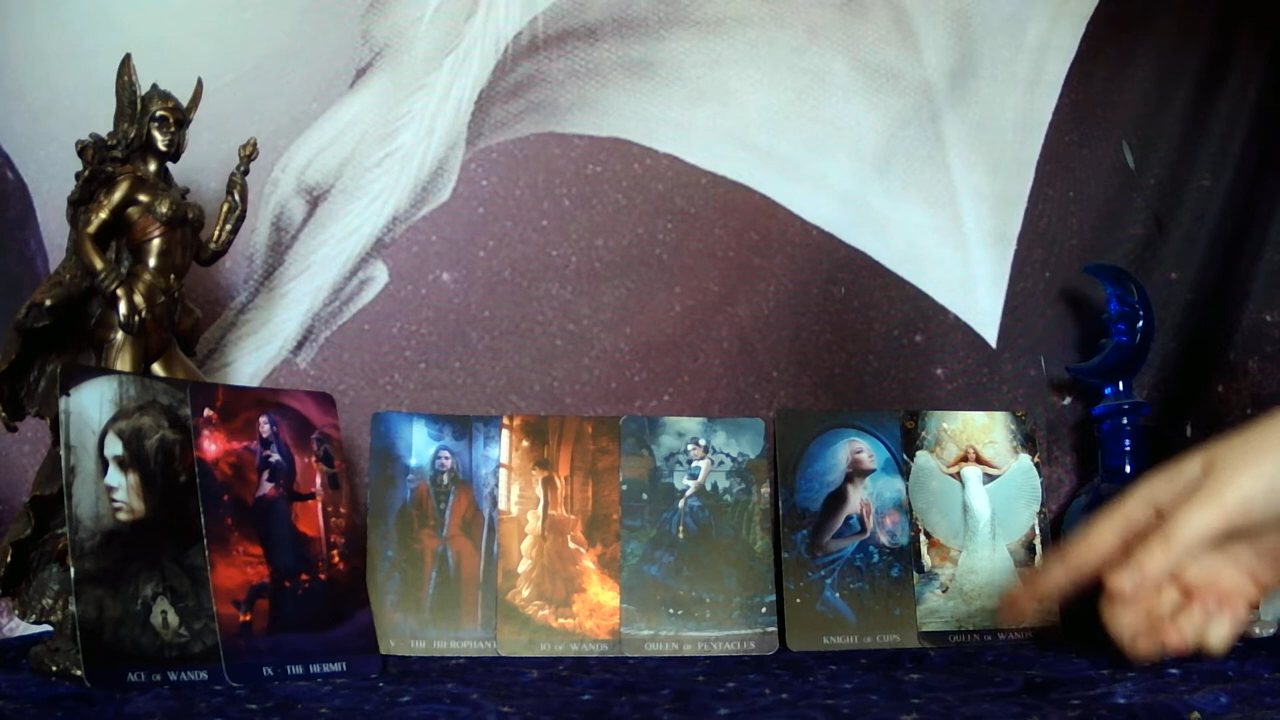 ACE OF WANDS
IX - THE HERMIT
V - THE HIEROPHANT
10 OF WANDS
QUEEN OF PENTACLES
KNIGHT OF CUPS
QUEEN OF WANDS